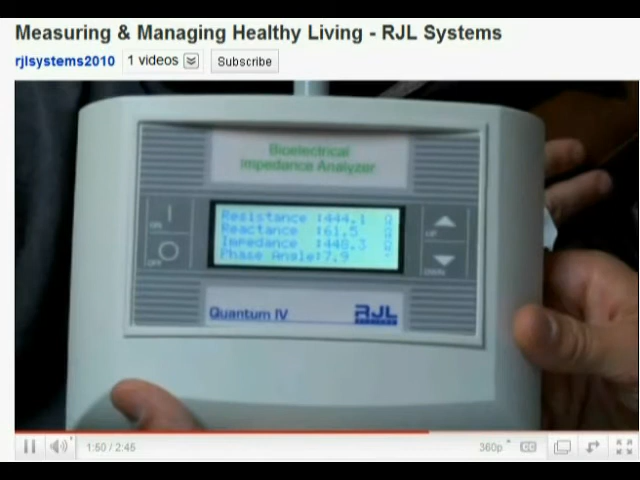 Measuring & Managing Healthy Living - RJL Systems
rjlsystems2010 1 videos Subscribe
Bioelectrical
Impedance Analyzer
Resistance :444.1 Ω
Reactance :61.5 Ω
Impedance :448.3 Ω
Phase Angle:7.9 °
ON
UP
OFF
DOWN
Quantum IV RJL
SYSTEMS
1:50 / 2:45 360p CC